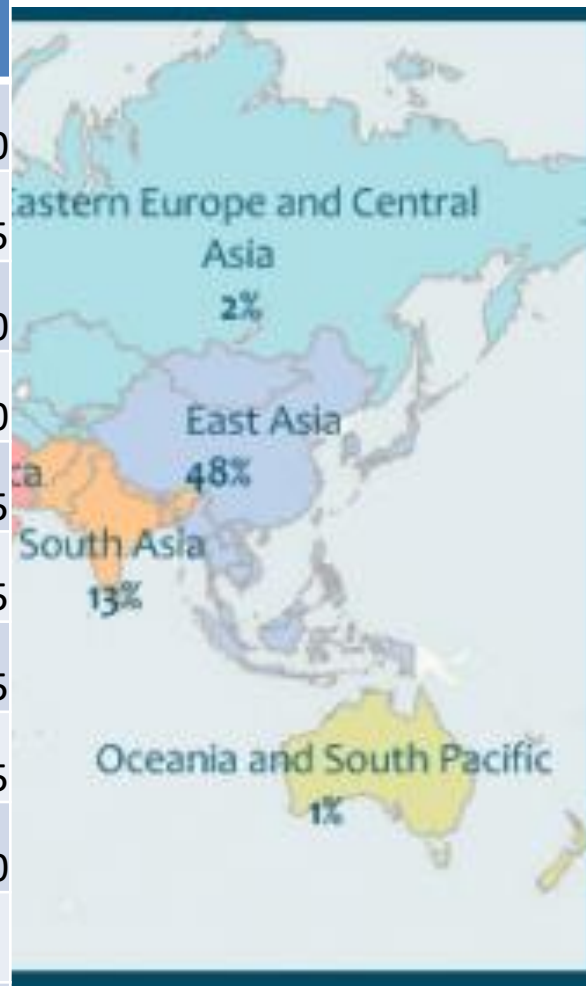 Eastern Europe and Central
Asia
2%
East Asia
48%
South Asia
13%
Oceania and South Pacific
1%